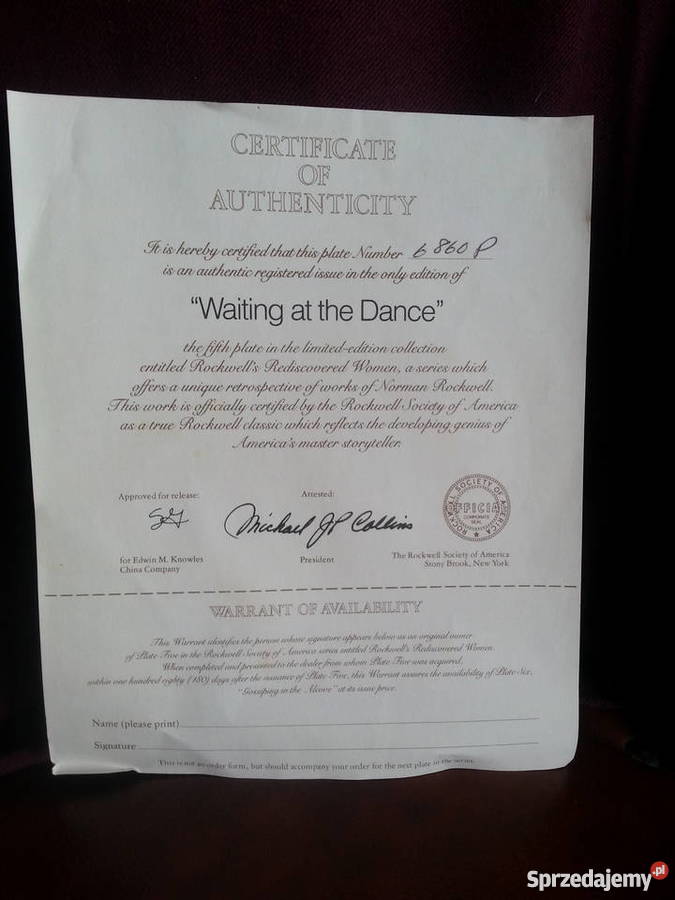 CERTIFICATE
OF
AUTHENTICITY
It is hereby certified that this plate Number 6860P
is an authentic registered issue in the only edition of
“Waiting at the Dance”
the fifth plate in the limited-edition collection
entitled Rockwell's Rediscovered Women, a series which
offers a unique retrospective of works of Norman Rockwell.
This work is officially certified by the Rockwell Society of America
as a true Rockwell classic which reflects the developing genius of
America's master storyteller.
Approved for release:
Attested:
Michael JP Collins
for Edwin M. Knowles
China Company
President
ROCKWELL SOCIETY OF AMERICA
OFFICIAL
CORPORATE
SEAL
The Rockwell Society of America
Stony Brook, New York
WARRANT OF AVAILABILITY
This Warrant identifies the person whose signature appears below as an original owner
of Plate Five in the Rockwell Society of America series entitled Rockwell's Rediscovered Women.
When completed and presented to the dealer from whom Plate Five was acquired,
within one hundred eighty (180) days after the issuance of Plate Five, this Warrant assures the availability of Plate Six,
“Gossiping in the Alcove” at its issue price.
Name (please print)
Signature
This is not an order form, but should accompany your order for the next plate in the series.
Sprzedajemy.pl